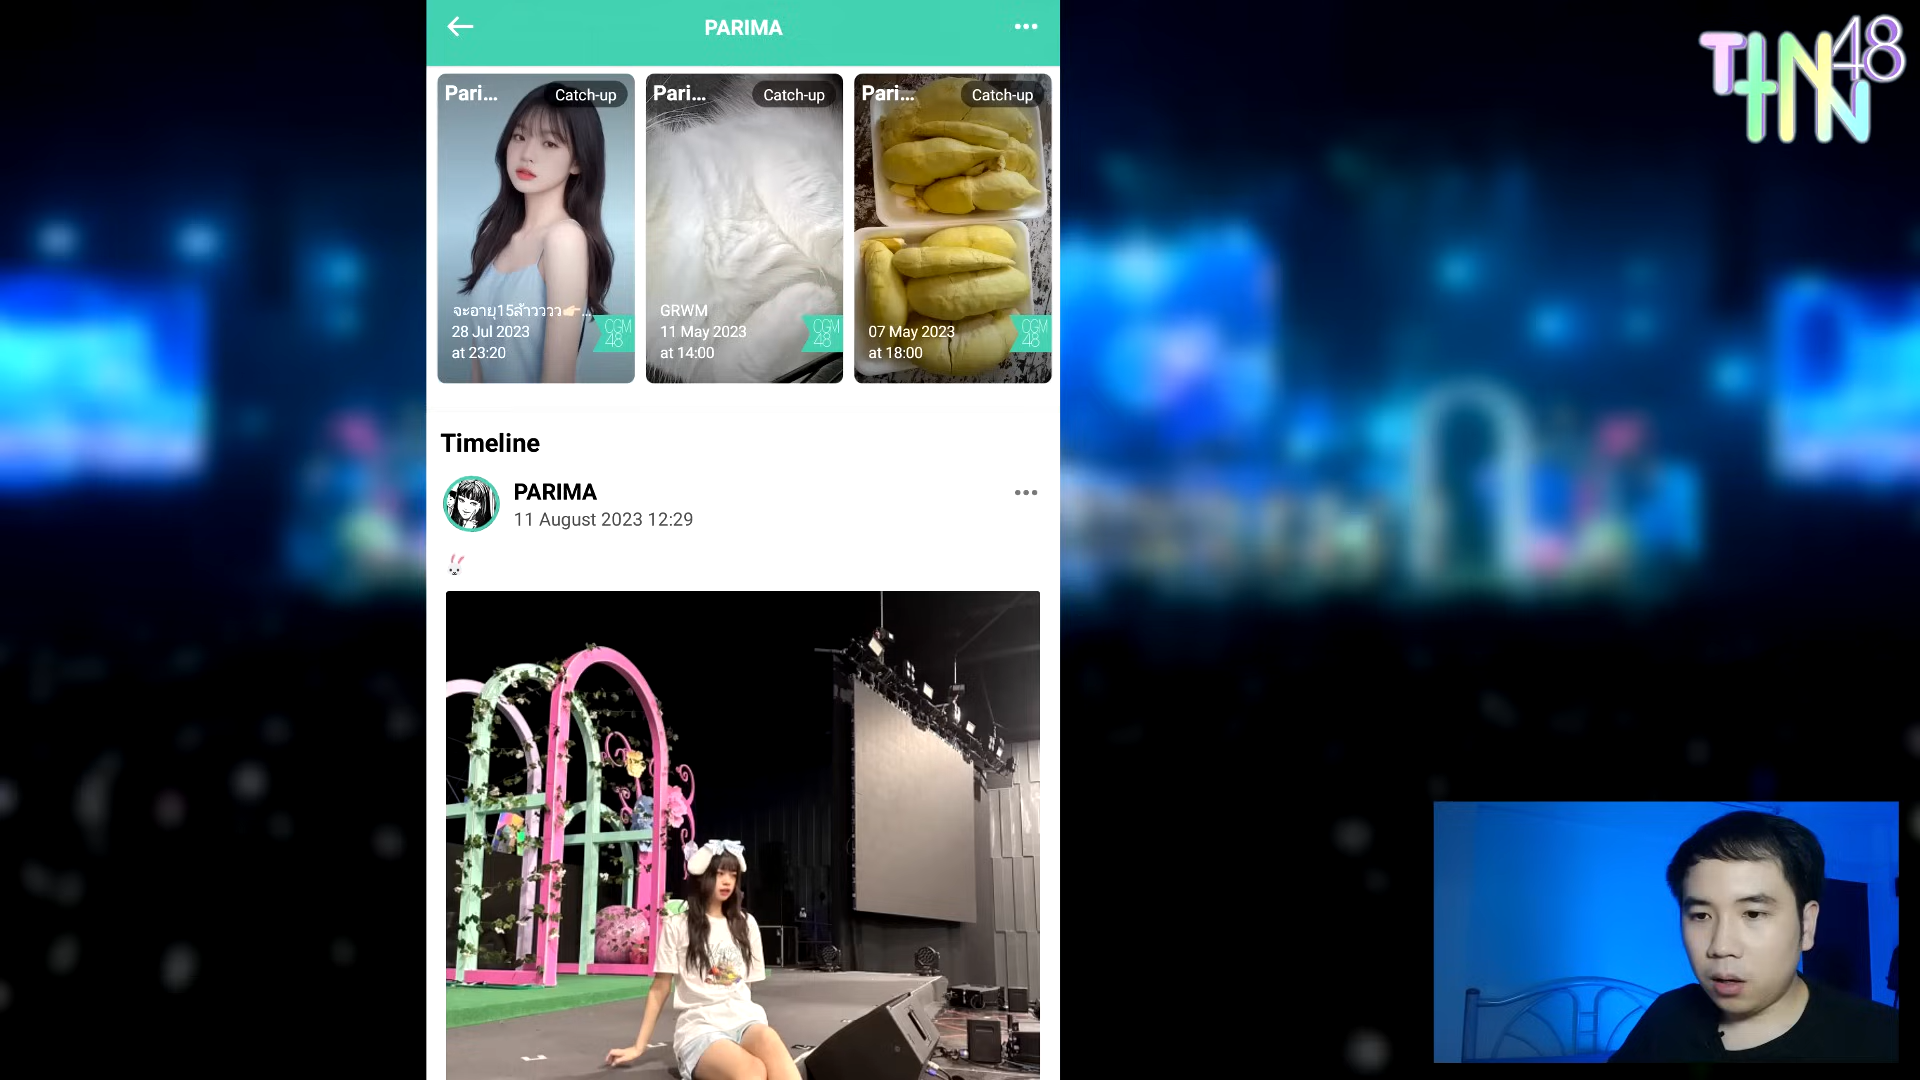 PARIMA
Pari...
Catch-up
Pari...
Catch-up
Pari...
Catch-up
จะอายุ15ล้าวววว👉🏻...
28 Jul 2023
at 23:20
CGM
48
GRWM
11 May 2023
at 14:00
CGM
48
07 May 2023
at 18:00
CGM
48
Timeline
PARIMA
11 August 2023 12:29
🐰
TIN48
TIN